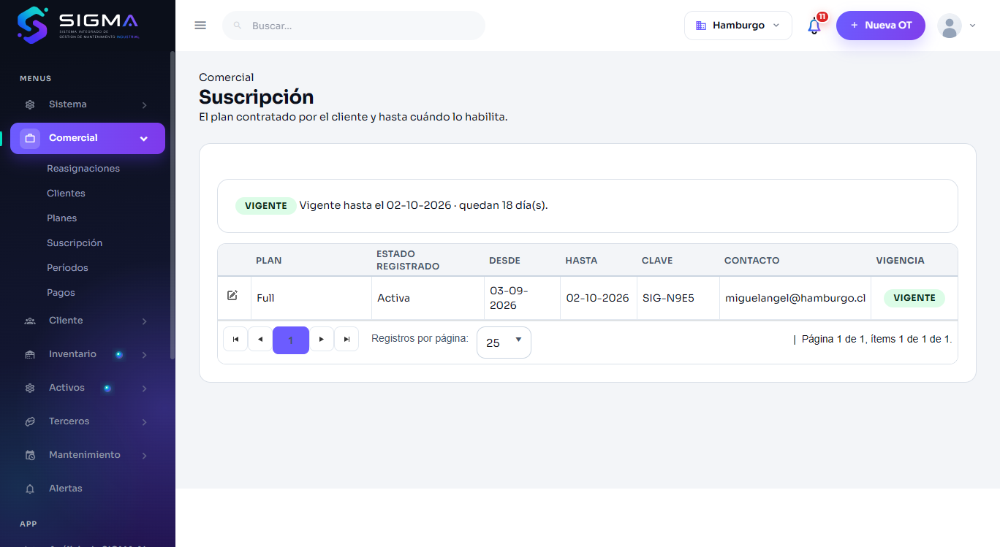 SIGMA
SISTEMA INTEGRADO DE
GESTIÓN DE MANTENIMIENTO INDUSTRIAL
Buscar...
Hamburgo
11
+ Nueva OT
MENUS
Sistema
Comercial
Reasignaciones
Clientes
Planes
Suscripción
Períodos
Pagos
Cliente
Inventario
Activos
Terceros
Mantenimiento
Alertas
APP
Comercial
Suscripción
El plan contratado por el cliente y hasta cuándo lo habilita.
VIGENTE Vigente hasta el 02-10-2026 · quedan 18 día(s).
PLAN ESTADO REGISTRADO DESDE HASTA CLAVE CONTACTO VIGENCIA
Full Activa 03-09-2026 02-10-2026 SIG-N9E5 miguelangel@hamburgo.cl VIGENTE
1 Registros por página: 25 | Página 1 de 1, ítems 1 de 1 de 1.